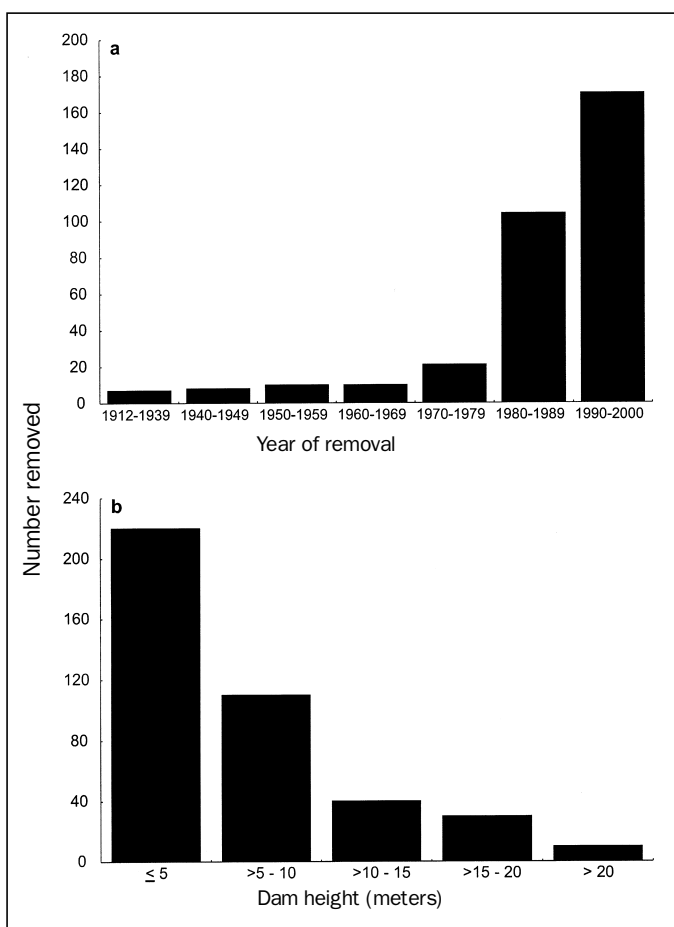 a
200
180
160
140
120
100
80
60
40
20
0
1912-1939 1940-1949 1950-1959 1960-1969 1970-1979 1980-1989 1990-2000
Year of removal
Number removed
b
240
200
160
120
80
40
0
≤ 5 >5 - 10 >10 - 15 >15 - 20 > 20
Dam height (meters)